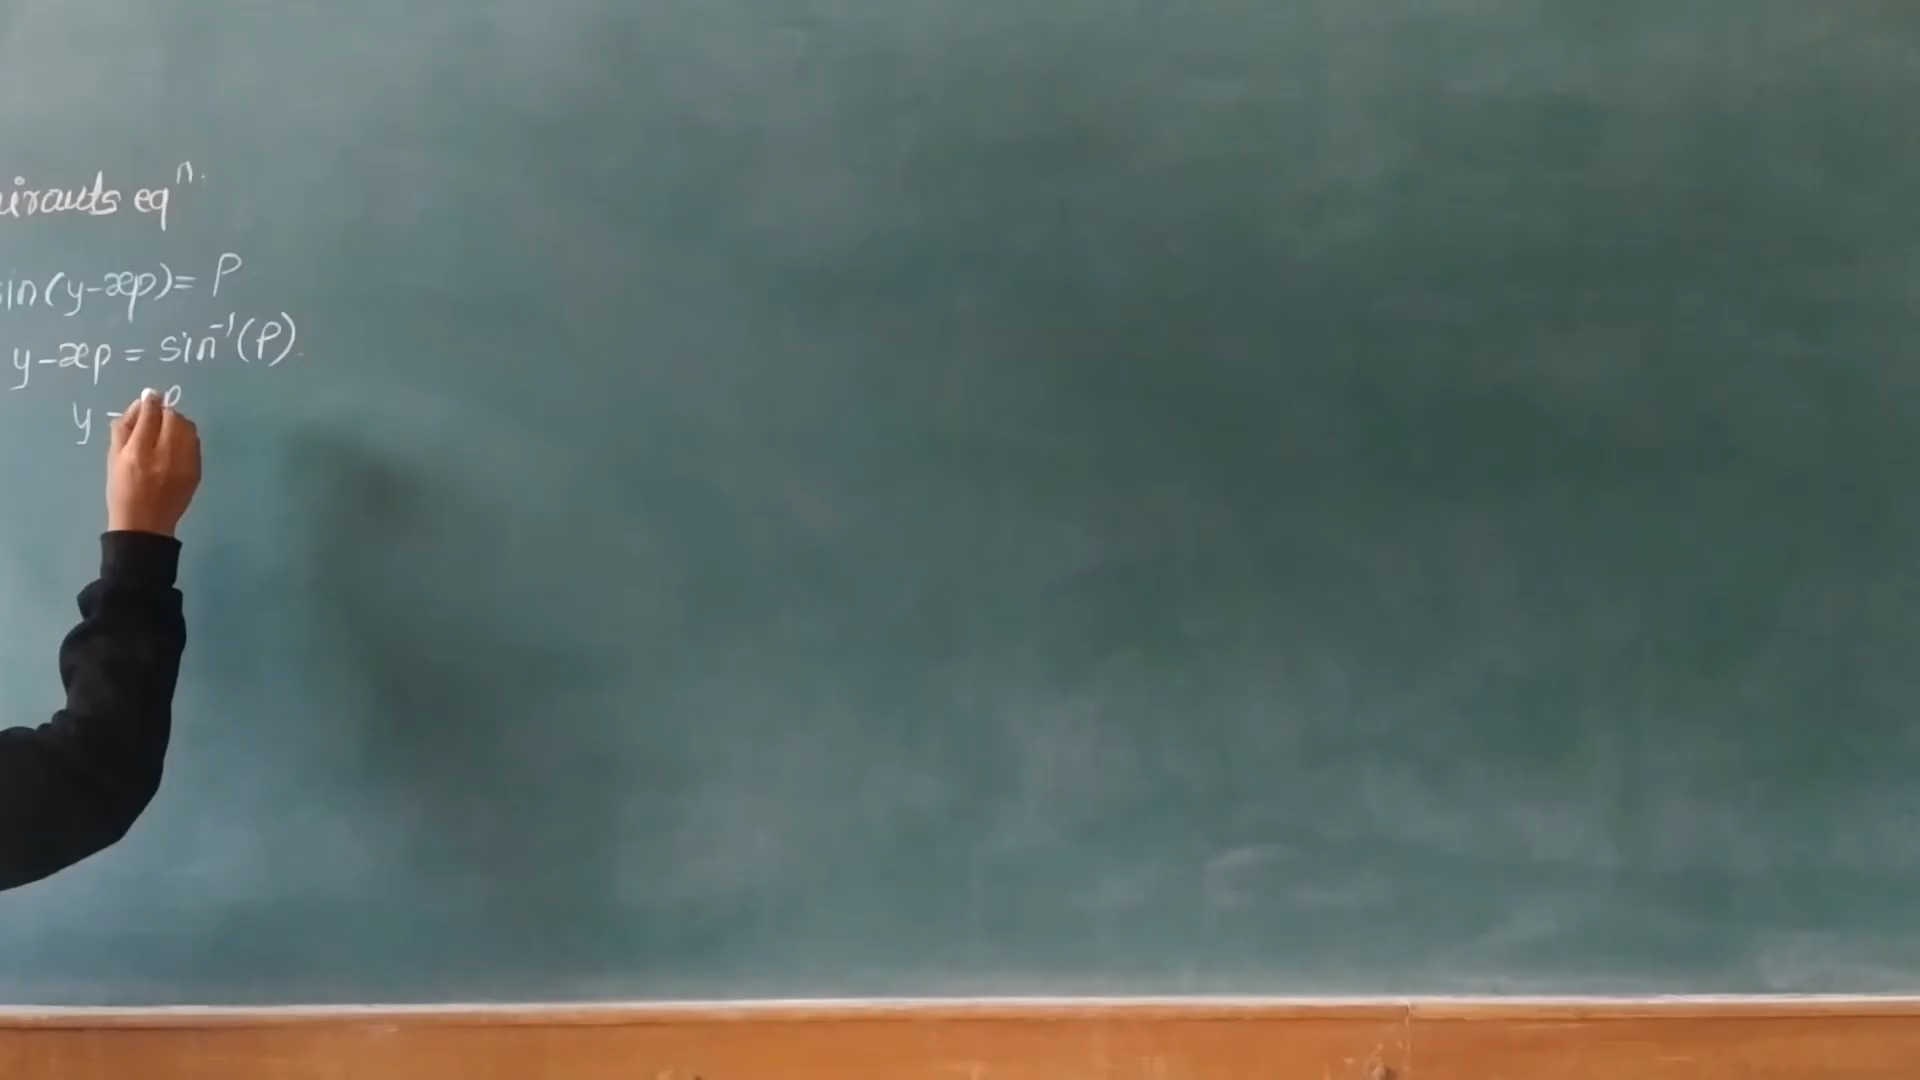 irauts eqⁿ.
sin(y-xp)= P
y-xp = sin⁻¹(P).
y = P